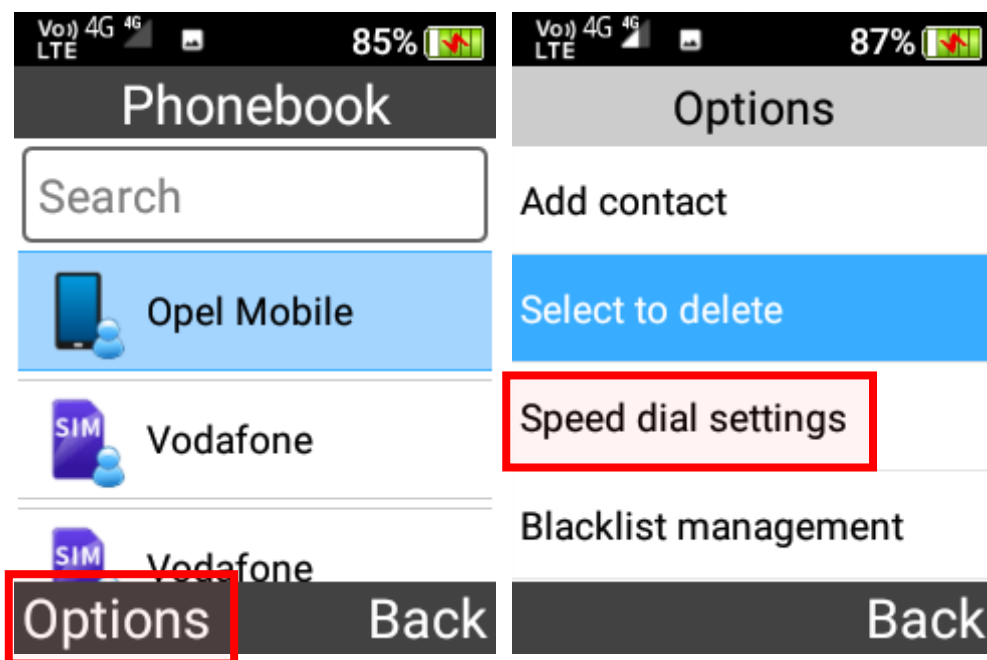 Vo)) 4G 4G
LTE
85%
Phonebook
Search
Opel Mobile
SIM
Vodafone
SIM
Vodafone
Options Back
Vo)) 4G 4G
LTE
87%
Options
Add contact
Select to delete
Speed dial settings
Blacklist management
Back